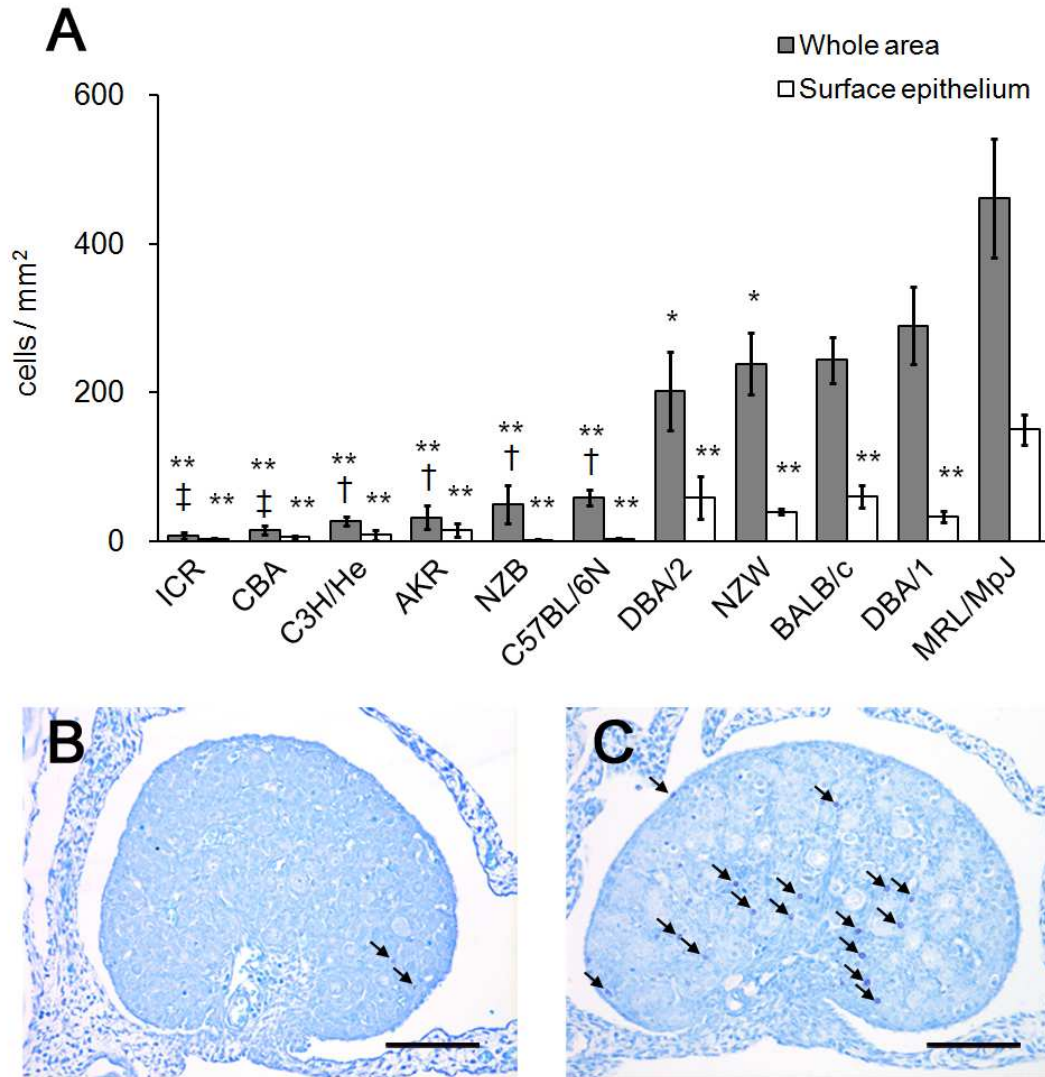 A
Whole area
Surface epithelium
cells / mm²
600
400
200
0
** ‡ **
** ‡ **
** † **
** † **
** † **
** † **
* **
* **
**
**
ICR
CBA
C3H/He
AKR
NZB
C57BL/6N
DBA/2
NZW
BALB/c
DBA/1
MRL/MpJ
B
C